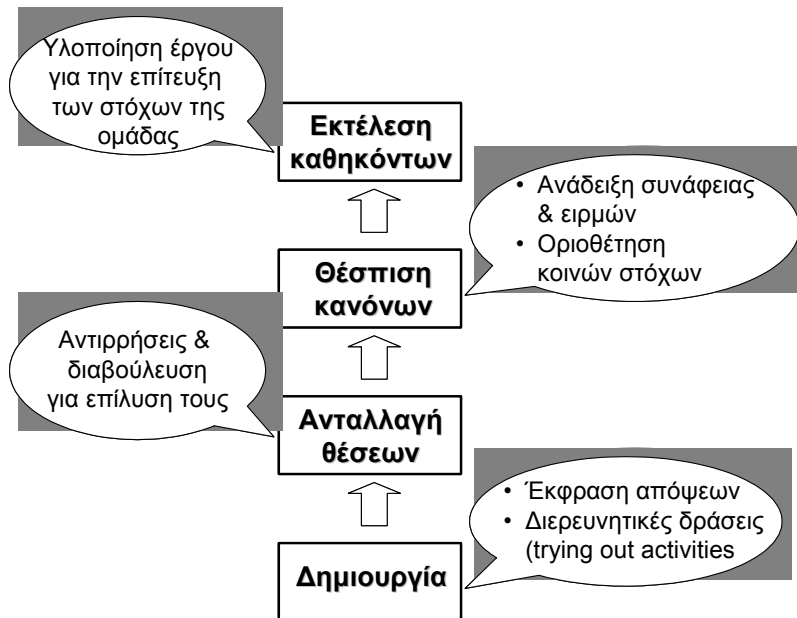 Υλοποίηση έργου
για την επίτευξη
των στόχων της
ομάδας
Εκτέλεση
καθηκόντων
• Ανάδειξη συνάφειας
& ειρμών
• Οριοθέτηση
κοινών στόχων
Θέσπιση
κανόνων
Αντιρρήσεις &
διαβούλευση
για επίλυση τους
Ανταλλαγή
θέσεων
• Έκφραση απόψεων
• Διερευνητικές δράσεις
(trying out activities
Δημιουργία